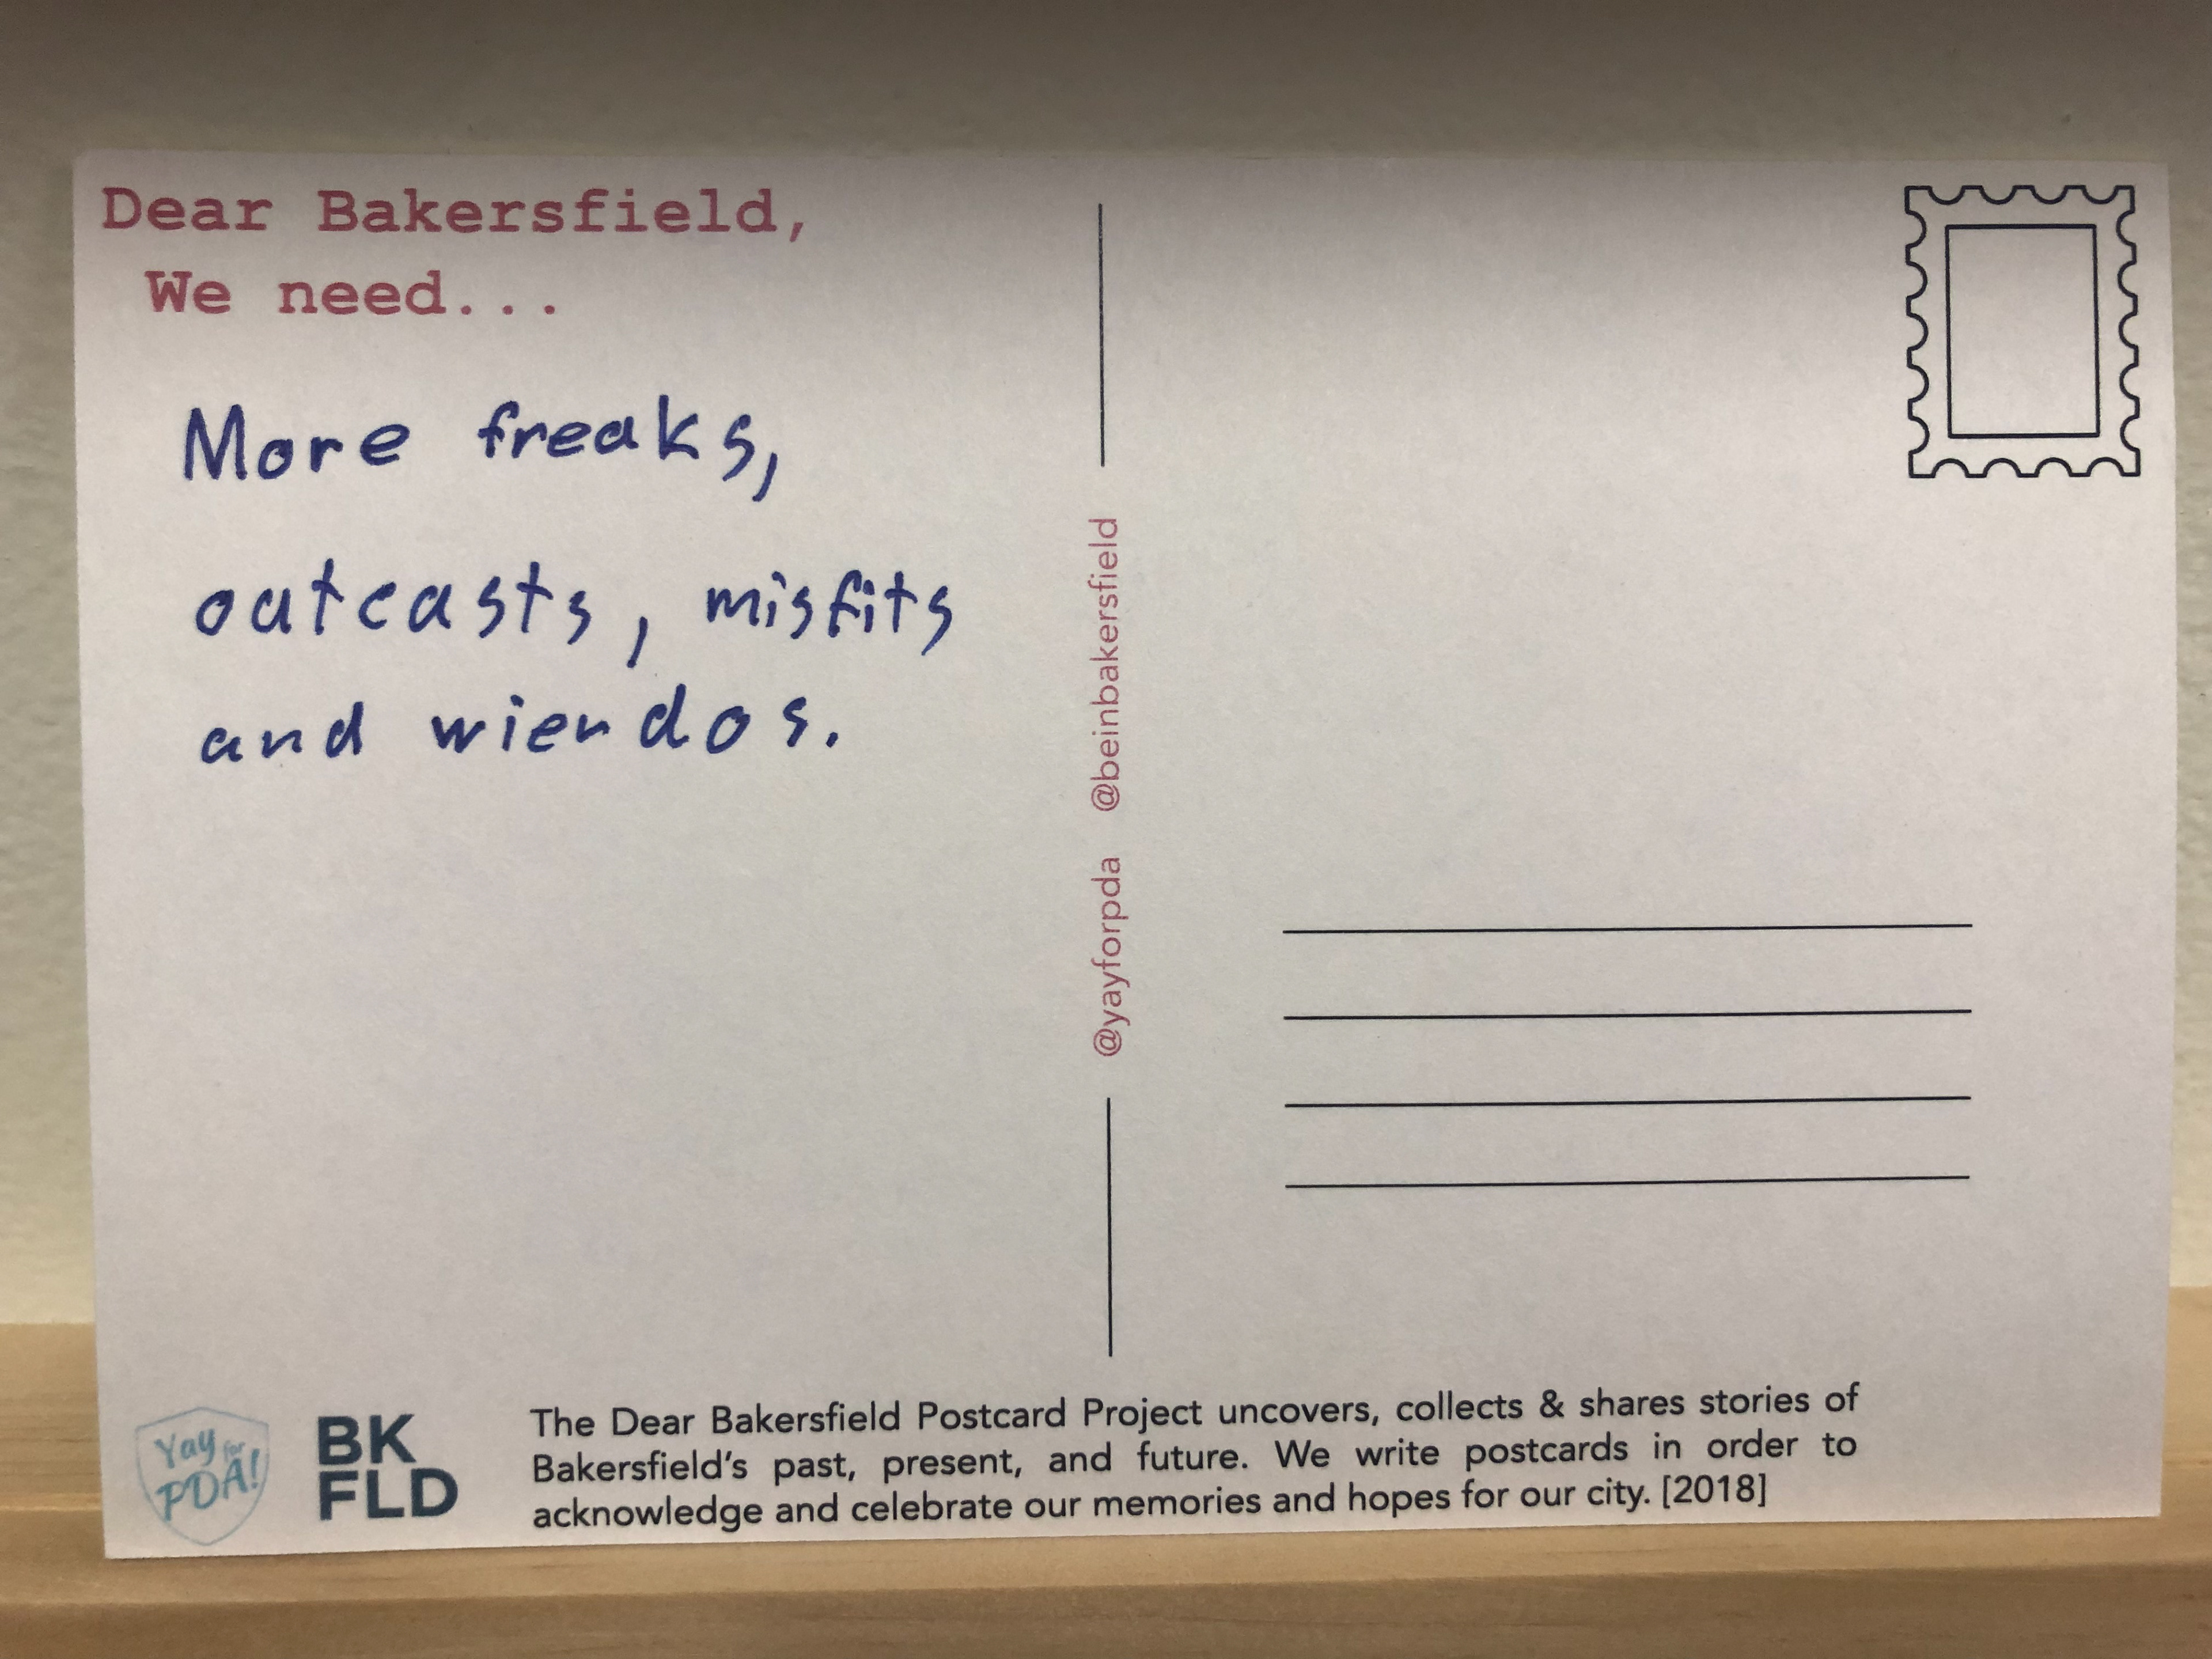 Dear Bakersfield,
We need...
More freaks,
outcasts, misfits
and wierdos.
@yayforpda @beinbakersfield
Yay for
PDA!
BK
FLD
The Dear Bakersfield Postcard Project uncovers, collects & shares stories of
Bakersfield's past, present, and future. We write postcards in order to
acknowledge and celebrate our memories and hopes for our city. [2018]